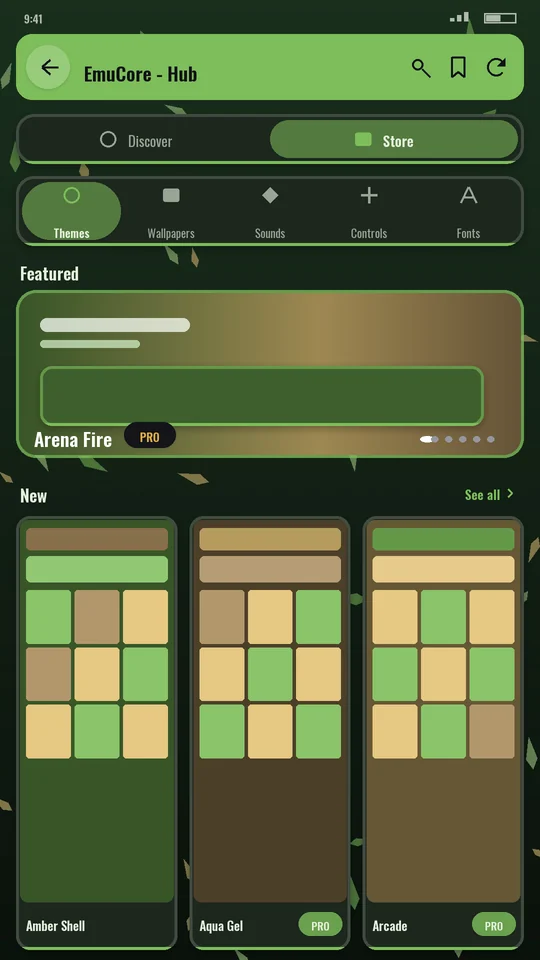 9:41
EmuCore - Hub
Discover
Store
Themes
Wallpapers
Sounds
Controls
Fonts
Featured
Arena Fire
PRO
New
See all
Amber Shell
Aqua Gel
PRO
Arcade
PRO